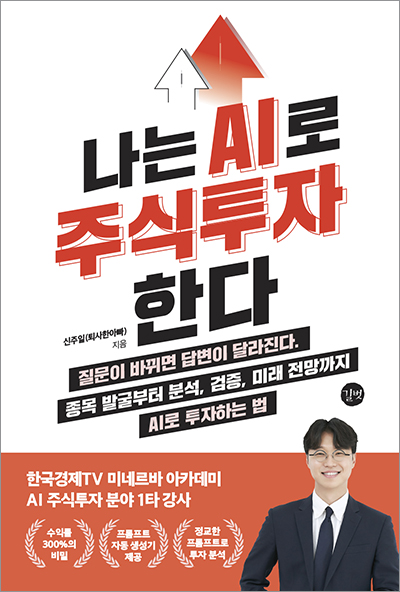 나는 AI로
주식투자
한다
신주일(퇴사한아빠)
지음
질문이 바뀌면 답변이 달라진다.
종목 발굴부터 분석, 검증, 미래 전망까지
AI로 투자하는 법
길벗
한국경제TV 미네르바 아카데미
AI 주식투자 분야 1타 강사
수익률
300%의
비밀
프롬프트
자동 생성기
제공
정교한
프롬프트로
투자 분석